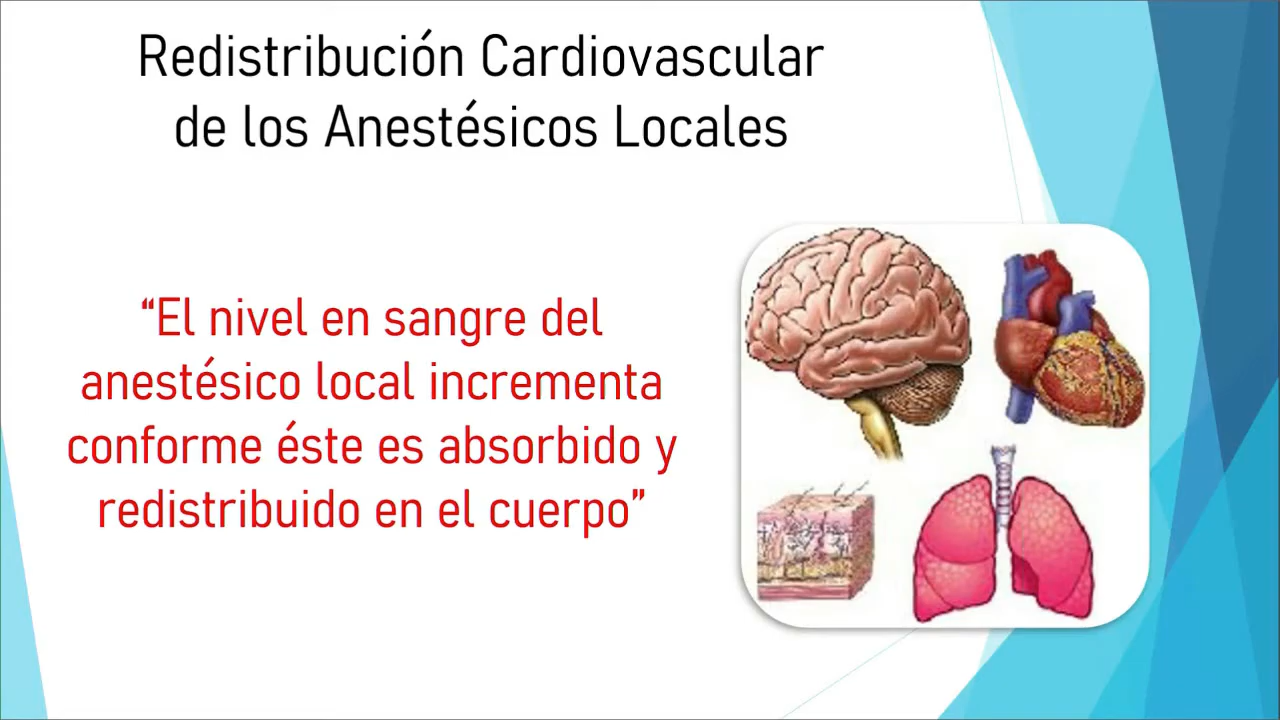 Redistribución Cardiovascular
de los Anestésicos Locales
“El nivel en sangre del
anestésico local incrementa
conforme éste es absorbido y
redistribuido en el cuerpo”